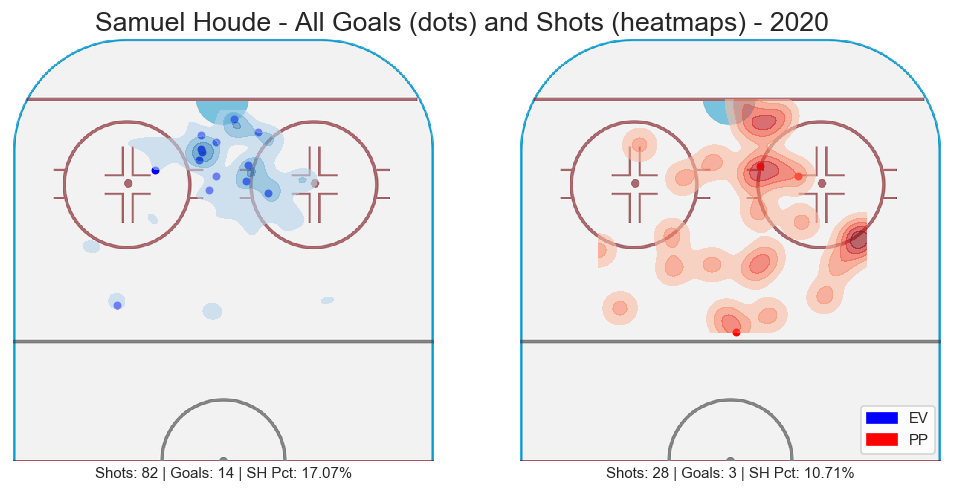 Samuel Houde - All Goals (dots) and Shots (heatmaps) - 2020
EV
PP
Shots: 82 | Goals: 14 | SH Pct: 17.07%
Shots: 28 | Goals: 3 | SH Pct: 10.71%